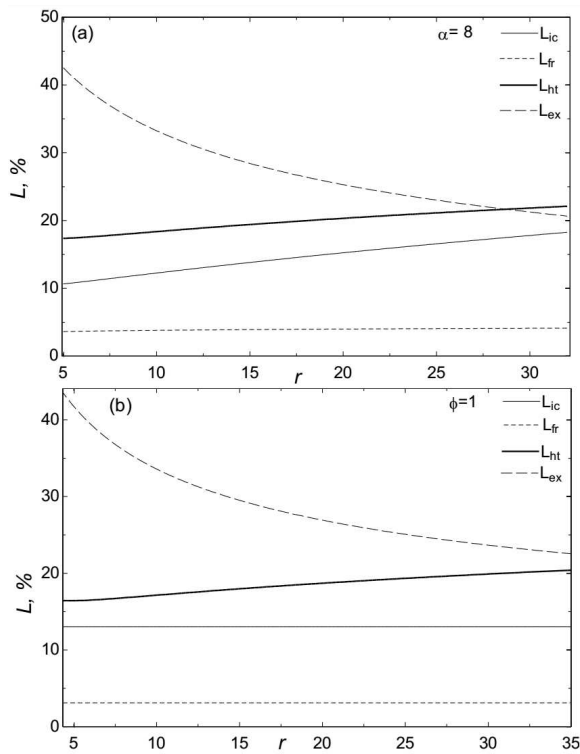 (a)
α= 8
L_ic
L_fr
L_ht
L_ex
L, %
50
40
30
20
10
0
5 10 15 20 25 30
r
(b)
ϕ=1
L_ic
L_fr
L_ht
L_ex
L, %
40
30
20
10
0
5 10 15 20 25 30 35
r